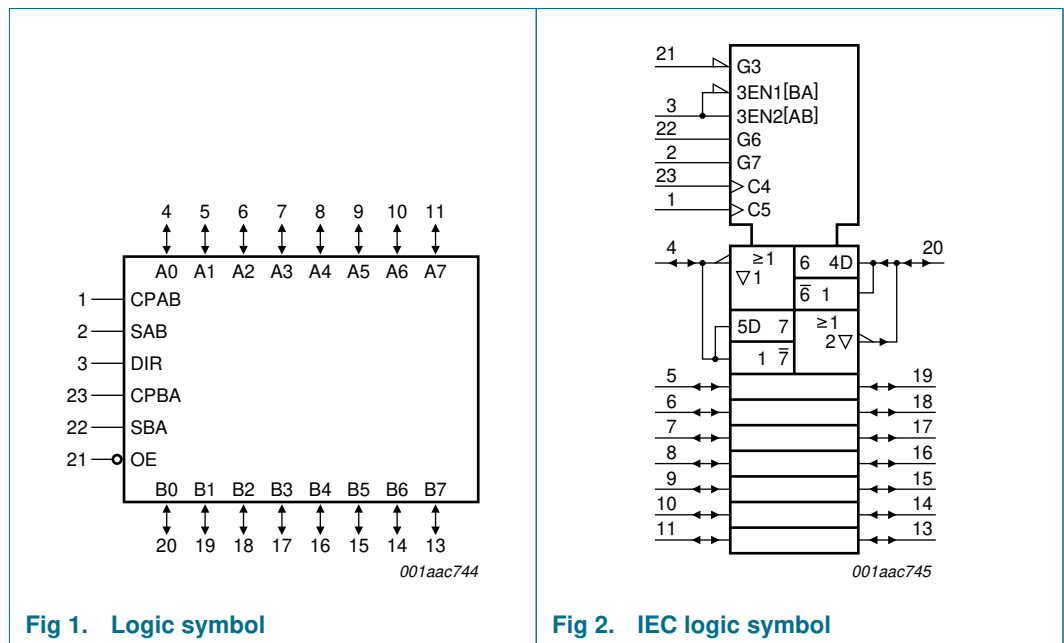 4 5 6 7 8 9 10 11
A0 A1 A2 A3 A4 A5 A6 A7
1 CPAB
2 SAB
3 DIR
23 CPBA
22 SBA
21 OE
B0 B1 B2 B3 B4 B5 B6 B7
20 19 18 17 16 15 14 13
001aac744
Fig 1. Logic symbol
21 G3
3EN1[BA]
3 3EN2[AB]
22 G6
2 G7
23 C4
1 C5
4 ≥1 6 4D 20
▽1 6̅ 1
5D 7 ≥1
2▽
1 7̅
5 19
6 18
7 17
8 16
9 15
10 14
11 13
001aac745
Fig 2. IEC logic symbol